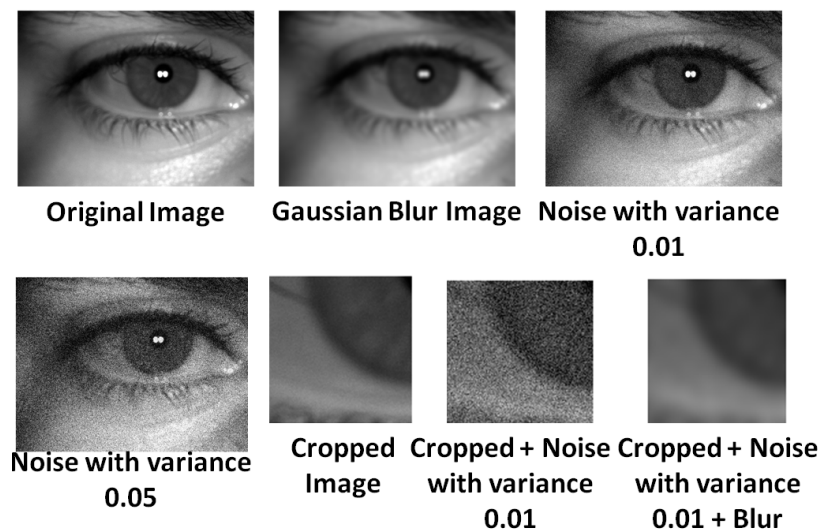 Original Image
Gaussian Blur Image
Noise with variance
0.01
Noise with variance
0.05
Cropped
Image
Cropped + Noise
with variance
0.01
Cropped + Noise
with variance
0.01 + Blur